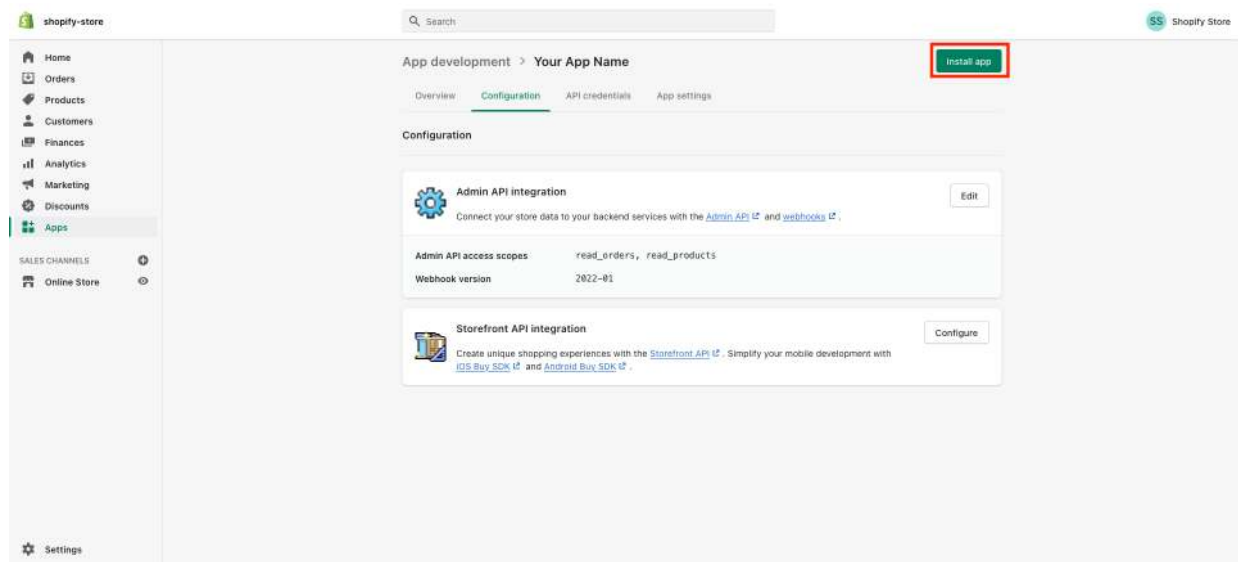 shopify-store
Search
SS Shopify Store
Home
Orders
Products
Customers
Finances
Analytics
Marketing
Discounts
Apps
SALES CHANNELS
Online Store
Settings
App development > Your App Name
Install app
Overview Configuration API credentials App settings
Configuration
Admin API integration
Edit
Connect your store data to your backend services with the Admin API and webhooks .
Admin API access scopes read_orders, read_products
Webhook version 2022-01
Storefront API integration
Configure
Create unique shopping experiences with the Storefront API . Simplify your mobile development with
iOS Buy SDK and Android Buy SDK .